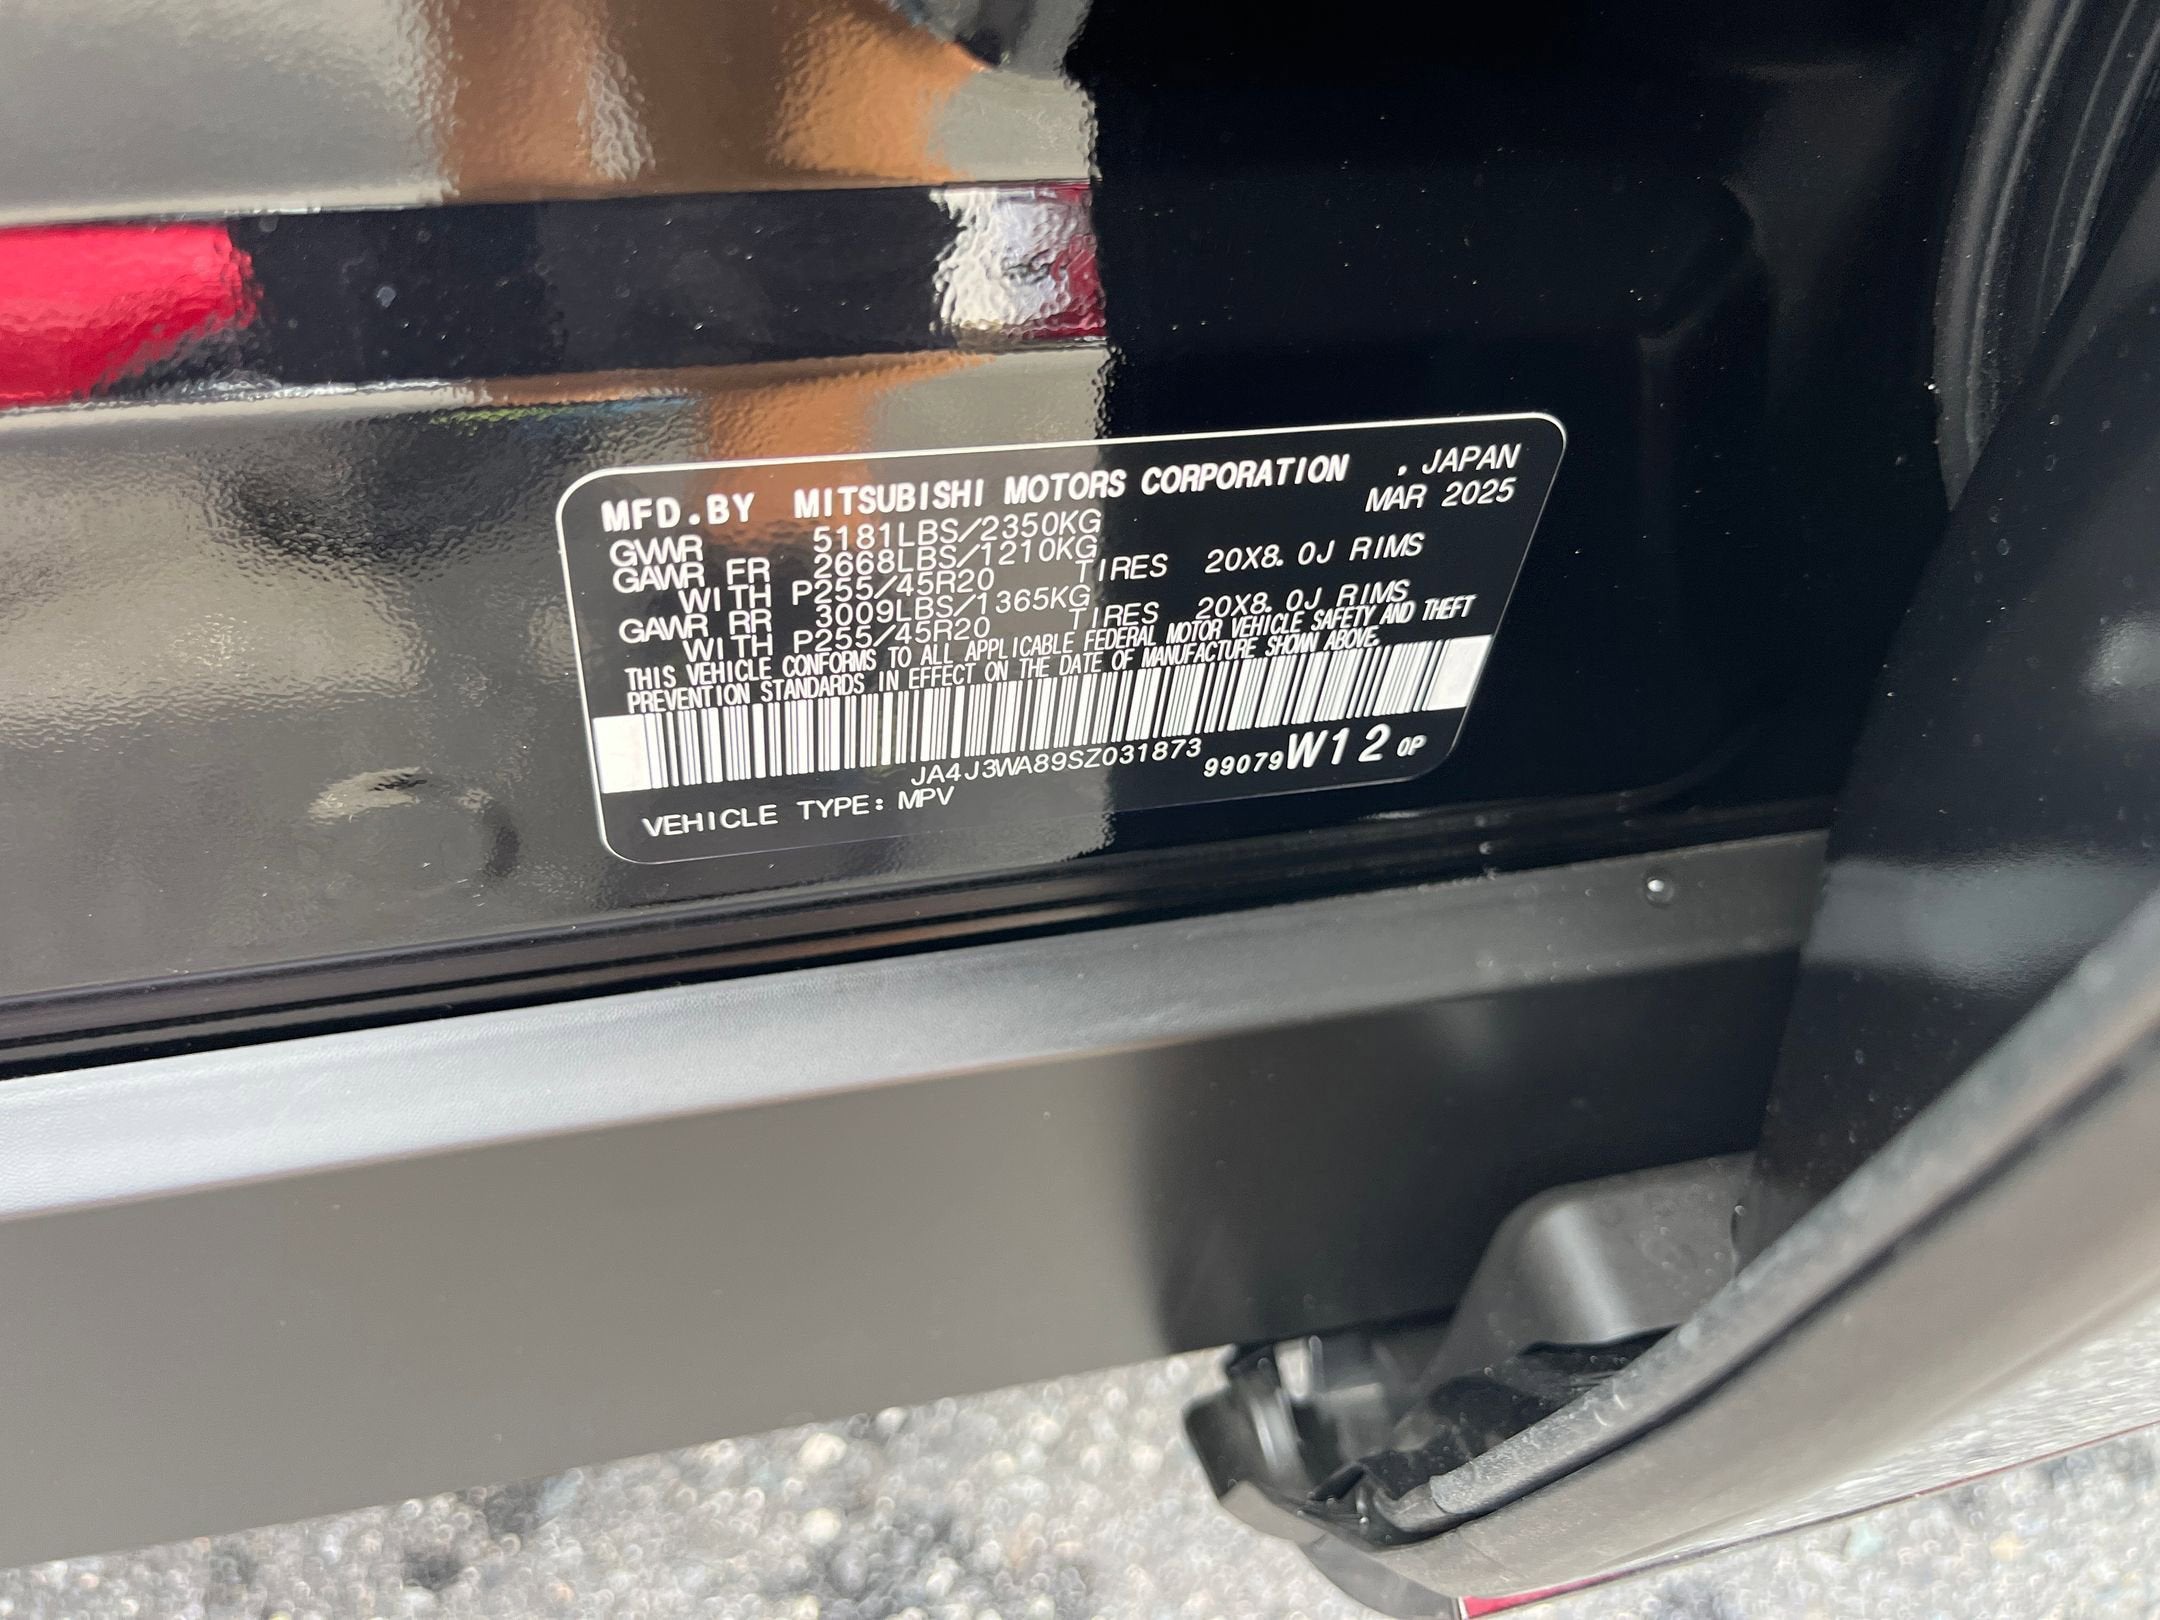 MFD.BY MITSUBISHI MOTORS CORPORATION . JAPAN
MAR 2025
GVWR 5181LBS/2350KG
GAWR FR 2668LBS/1210KG
WITH P255/45R20 TIRES 20X8.0J RIMS
GAWR RR 3009LBS/1365KG
WITH P255/45R20 TIRES 20X8.0J RIMS
THIS VEHICLE CONFORMS TO ALL APPLICABLE FEDERAL MOTOR VEHICLE SAFETY AND THEFT
PREVENTION STANDARDS IN EFFECT ON THE DATE OF MANUFACTURE SHOWN ABOVE.
JA4J3WA89SZ031873 99079W12 0P
VEHICLE TYPE: MPV